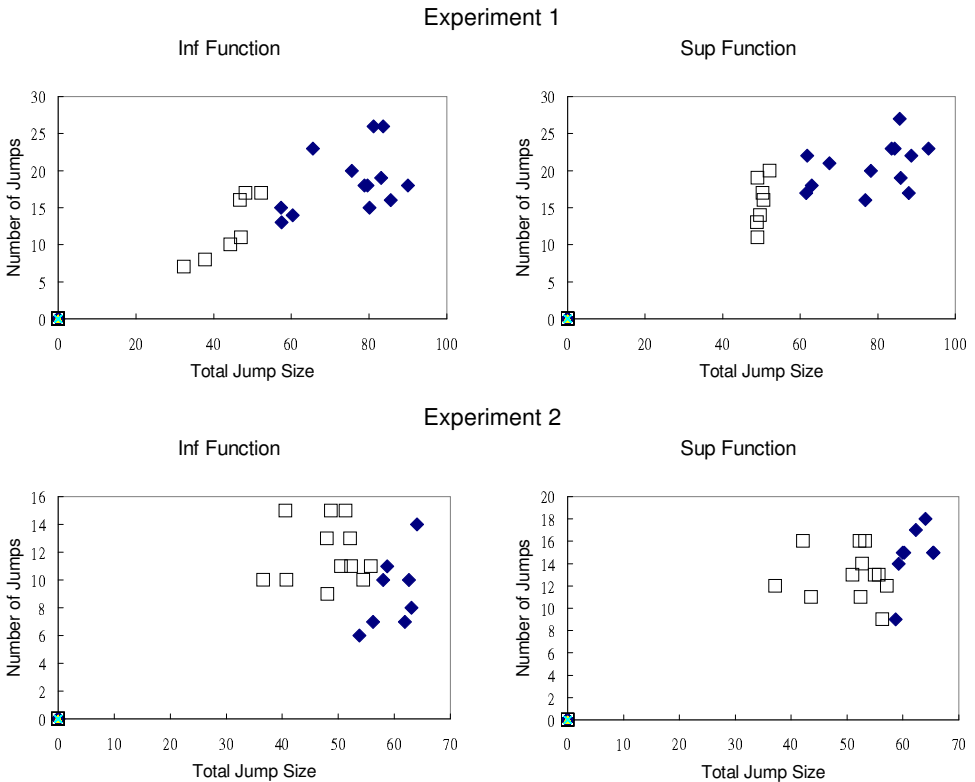 Experiment 1
Inf Function
Sup Function
Number of Jumps
30
25
20
15
10
5
0
0 20 40 60 80 100
Total Jump Size
Number of Jumps
30
25
20
15
10
5
0
0 20 40 60 80 100
Total Jump Size
Experiment 2
Inf Function
Sup Function
Number of Jumps
16
14
12
10
8
6
4
2
0
0 10 20 30 40 50 60 70
Total Jump Size
Number of Jumps
20
18
16
14
12
10
8
6
4
2
0
0 10 20 30 40 50 60 70
Total Jump Size